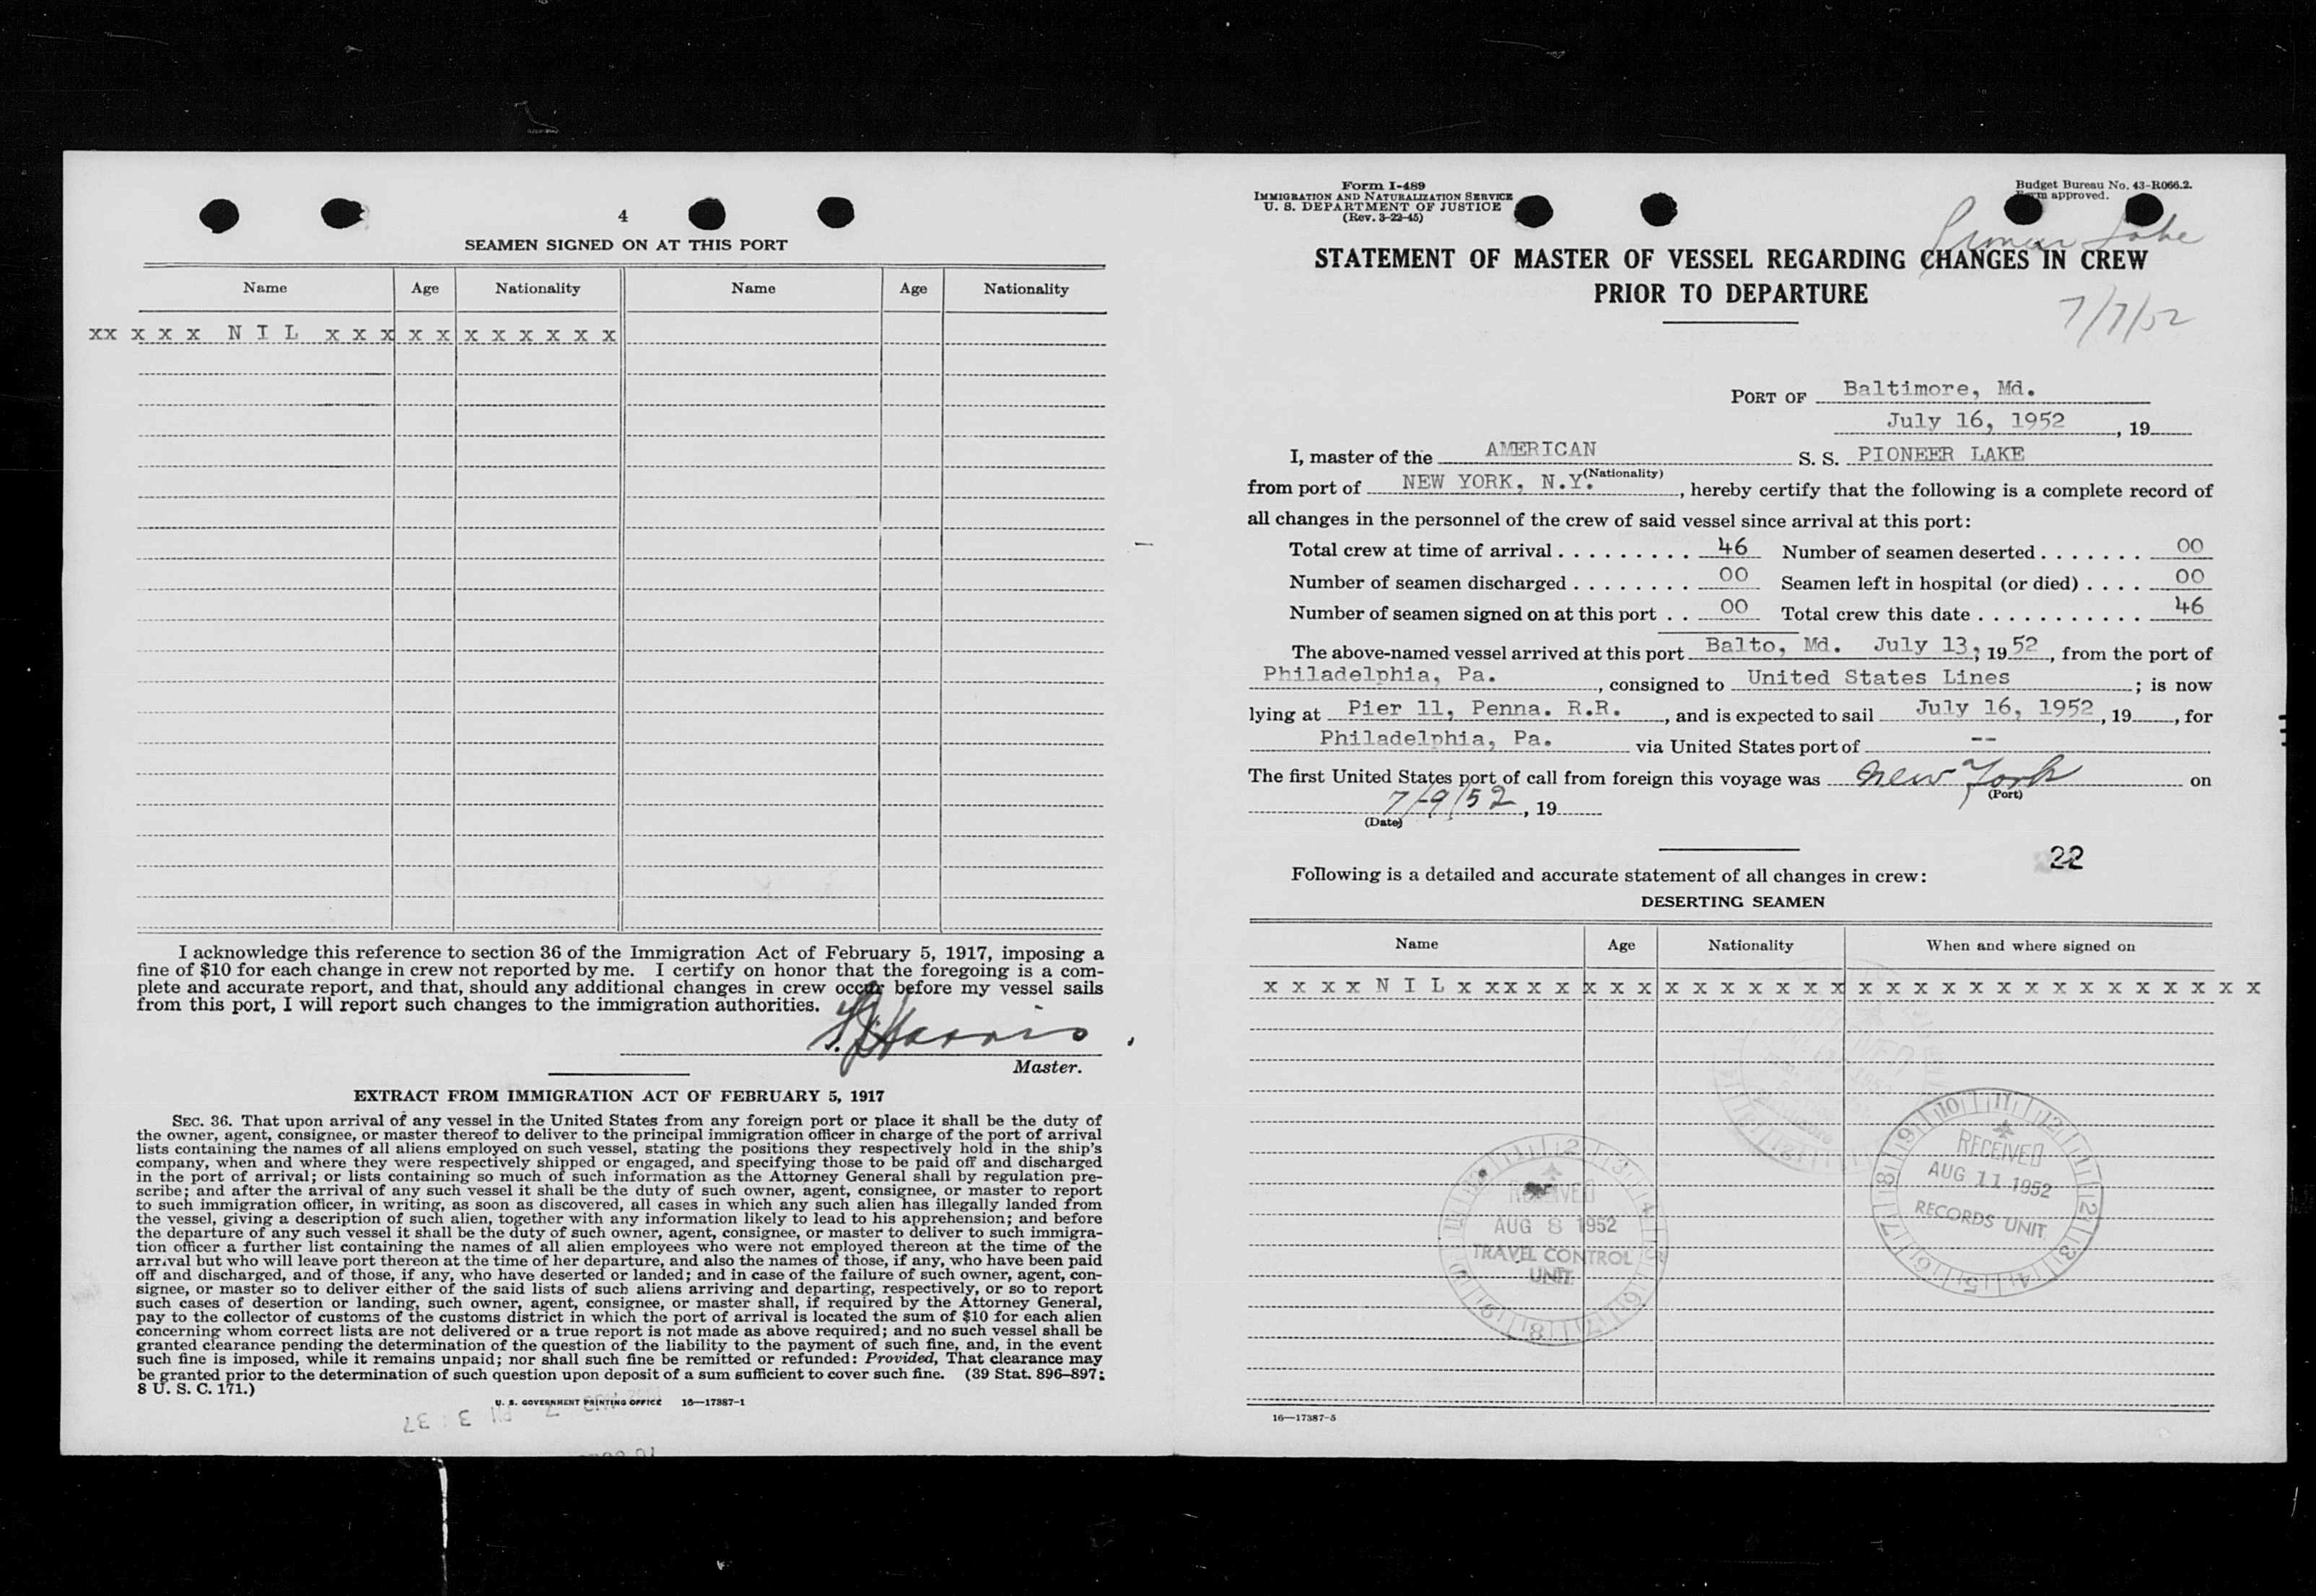 4
SEAMEN SIGNED ON AT THIS PORT
Name Age Nationality Name Age Nationality
xx x x x N I L x x x x x x x x x x x
I acknowledge this reference to section 36 of the Immigration Act of February 5, 1917, imposing a
fine of $10 for each change in crew not reported by me. I certify on honor that the foregoing is a com-
plete and accurate report, and that, should any additional changes in crew occur before my vessel sails
from this port, I will report such changes to the immigration authorities.
Harris
Master.
EXTRACT FROM IMMIGRATION ACT OF FEBRUARY 5, 1917
SEC. 36. That upon arrival of any vessel in the United States from any foreign port or place it shall be the duty of
the owner, agent, consignee, or master thereof to deliver to the principal immigration officer in charge of the port of arrival
lists containing the names of all aliens employed on such vessel, stating the positions they respectively hold in the ship's
company, when and where they were respectively shipped or engaged, and specifying those to be paid off and discharged
in the port of arrival; or lists containing so much of such information as the Attorney General shall by regulation pre-
scribe; and after the arrival of any such vessel it shall be the duty of such owner, agent, consignee, or master to report
to such immigration officer, in writing, as soon as discovered, all cases in which any such alien has illegally landed from
the vessel, giving a description of such alien, together with any information likely to lead to his apprehension; and before
the departure of any such vessel it shall be the duty of such owner, agent, consignee, or master to deliver to such immigra-
tion officer a further list containing the names of all alien employees who were not employed thereon at the time of the
arrival but who will leave port thereon at the time of her departure, and also the names of those, if any, who have been paid
off and discharged, and of those, if any, who have deserted or landed; and in case of the failure of such owner, agent, con-
signee, or master so to deliver either of the said lists of such aliens arriving and departing, respectively, or so to report
such cases of desertion or landing, such owner, agent, consignee, or master shall, if required by the Attorney General,
pay to the collector of customs of the customs district in which the port of arrival is located the sum of $10 for each alien
concerning whom correct lists are not delivered or a true report is not made as above required; and no such vessel shall be
granted clearance pending the determination of the question of the liability to the payment of such fine, and, in the event
such fine is imposed, while it remains unpaid; nor shall such fine be remitted or refunded: Provided, That clearance may
be granted prior to the determination of such question upon deposit of a sum sufficient to cover such fine. (39 Stat. 896–897;
8 U. S. C. 171.)
U. S. GOVERNMENT PRINTING OFFICE 16—17387-1
Form I-489
IMMIGRATION AND NATURALIZATION SERVICE
U. S. DEPARTMENT OF JUSTICE
(Rev. 3-22-45)
Budget Bureau No. 43-R066.2.
Form approved.
Pioneer Lake
STATEMENT OF MASTER OF VESSEL REGARDING CHANGES IN CREW
PRIOR TO DEPARTURE
7/7/52
PORT OF Baltimore, Md.
July 16, 1952, 19
I, master of the AMERICAN S. S. PIONEER LAKE
(Nationality)
from port of NEW YORK, N.Y., hereby certify that the following is a complete record of
all changes in the personnel of the crew of said vessel since arrival at this port:
Total crew at time of arrival . . . . . . . . . 46 Number of seamen deserted . . . . . . . 00
Number of seamen discharged . . . . . . . . 00 Seamen left in hospital (or died) . . . . 00
Number of seamen signed on at this port . . 00 Total crew this date . . . . . . . . . . . 46
The above-named vessel arrived at this port Balto, Md. July 13, 1952, from the port of
Philadelphia, Pa., consigned to United States Lines; is now
lying at Pier 11, Penna. R.R., and is expected to sail July 16, 1952, 19, for
Philadelphia, Pa. via United States port of --
The first United States port of call from foreign this voyage was New York on
(Port)
7/9/52, 19
(Date)
22
Following is a detailed and accurate statement of all changes in crew:
DESERTING SEAMEN
Name Age Nationality When and where signed on
x x x x N I L x x x x x x x x x x x x x x x x x x x x x x x x x x x x x x x x
RECEIVED
AUG 8 1952
TRAVEL CONTROL
UNIT
RECEIVED
AUG 11 1952
RECORDS UNIT
16—17387-5